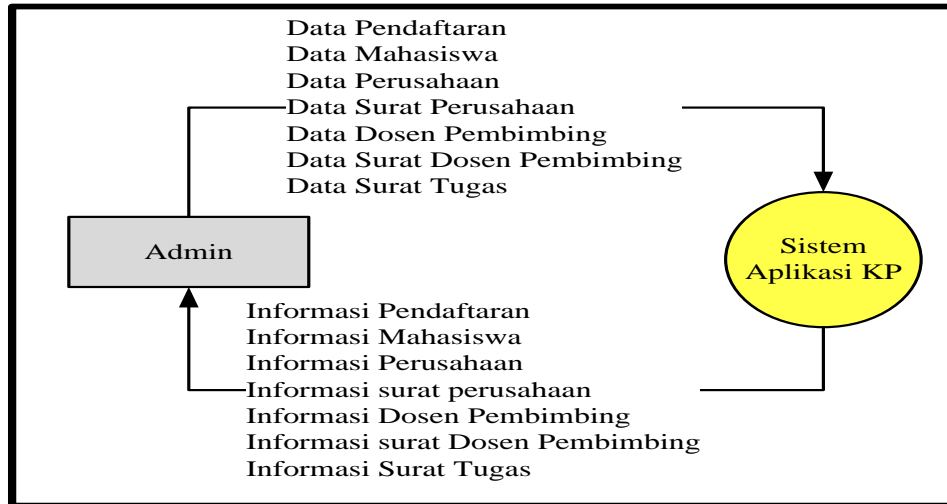 Data Pendaftaran
Data Mahasiswa
Data Perusahaan
Data Surat Perusahaan
Data Dosen Pembimbing
Data Surat Dosen Pembimbing
Data Surat Tugas
Admin
Sistem
Aplikasi KP
Informasi Pendaftaran
Informasi Mahasiswa
Informasi Perusahaan
Informasi surat perusahaan
Informasi Dosen Pembimbing
Informasi surat Dosen Pembimbing
Informasi Surat Tugas